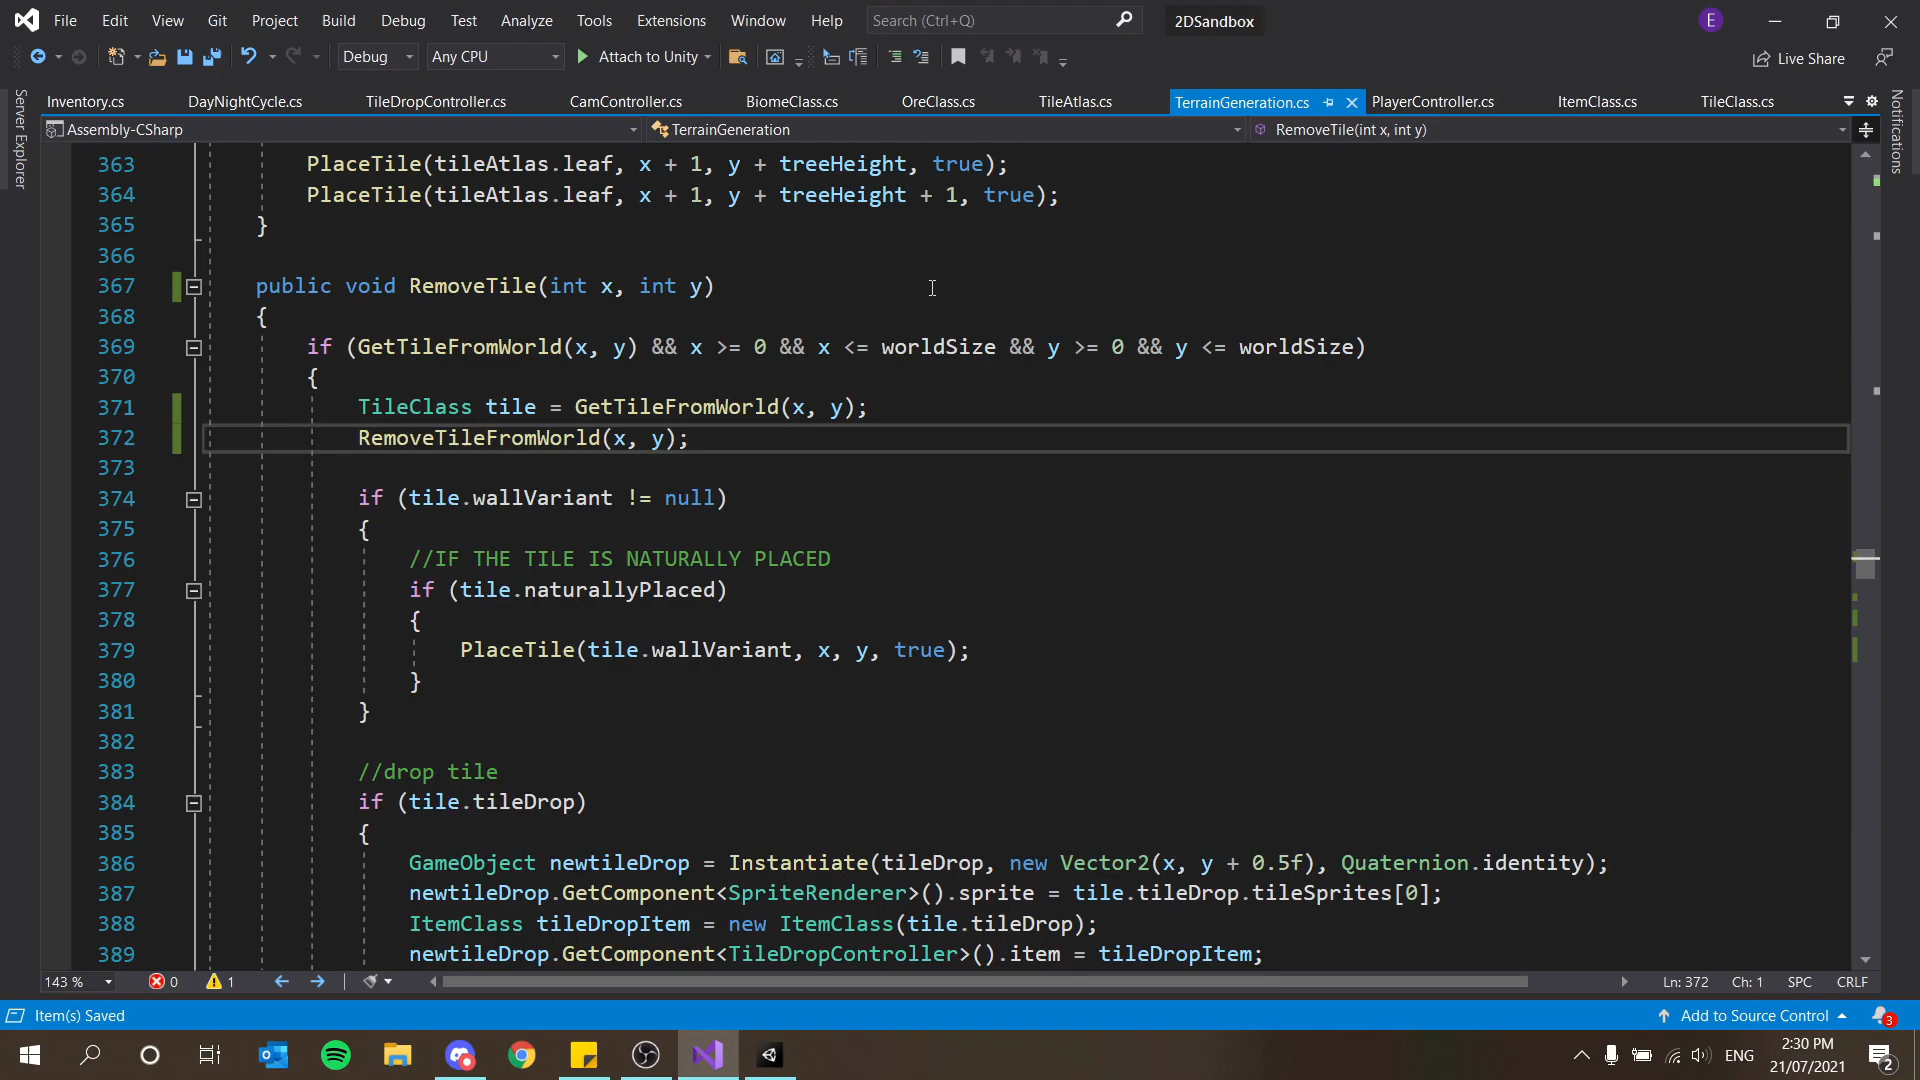 File Edit View Git Project Build Debug Test Analyze Tools Extensions Window Help Search (Ctrl+Q) 2DSandbox E
Debug Any CPU Attach to Unity Live Share
Inventory.cs DayNightCycle.cs TileDropController.cs CamController.cs BiomeClass.cs OreClass.cs TileAtlas.cs TerrainGeneration.cs PlayerController.cs ItemClass.cs TileClass.cs
Server Explorer
Notifications
Assembly-CSharp TerrainGeneration RemoveTile(int x, int y)
363 PlaceTile(tileAtlas.leaf, x + 1, y + treeHeight, true);
364 PlaceTile(tileAtlas.leaf, x + 1, y + treeHeight + 1, true);
365 }
366
367 public void RemoveTile(int x, int y)
368 {
369 if (GetTileFromWorld(x, y) && x >= 0 && x <= worldSize && y >= 0 && y <= worldSize)
370 {
371 TileClass tile = GetTileFromWorld(x, y);
372 RemoveTileFromWorld(x, y);
373
374 if (tile.wallVariant != null)
375 {
376 //IF THE TILE IS NATURALLY PLACED
377 if (tile.naturallyPlaced)
378 {
379 PlaceTile(tile.wallVariant, x, y, true);
380 }
381 }
382
383 //drop tile
384 if (tile.tileDrop)
385 {
386 GameObject newtileDrop = Instantiate(tileDrop, new Vector2(x, y + 0.5f), Quaternion.identity);
387 newtileDrop.GetComponent<SpriteRenderer>().sprite = tile.tileDrop.tileSprites[0];
388 ItemClass tileDropItem = new ItemClass(tile.tileDrop);
389 newtileDrop.GetComponent<TileDropController>().item = tileDropItem;
143 % 0 1 Ln: 372 Ch: 1 SPC CRLF
Item(s) Saved Add to Source Control 3
ENG 2:30 PM
21/07/2021 2